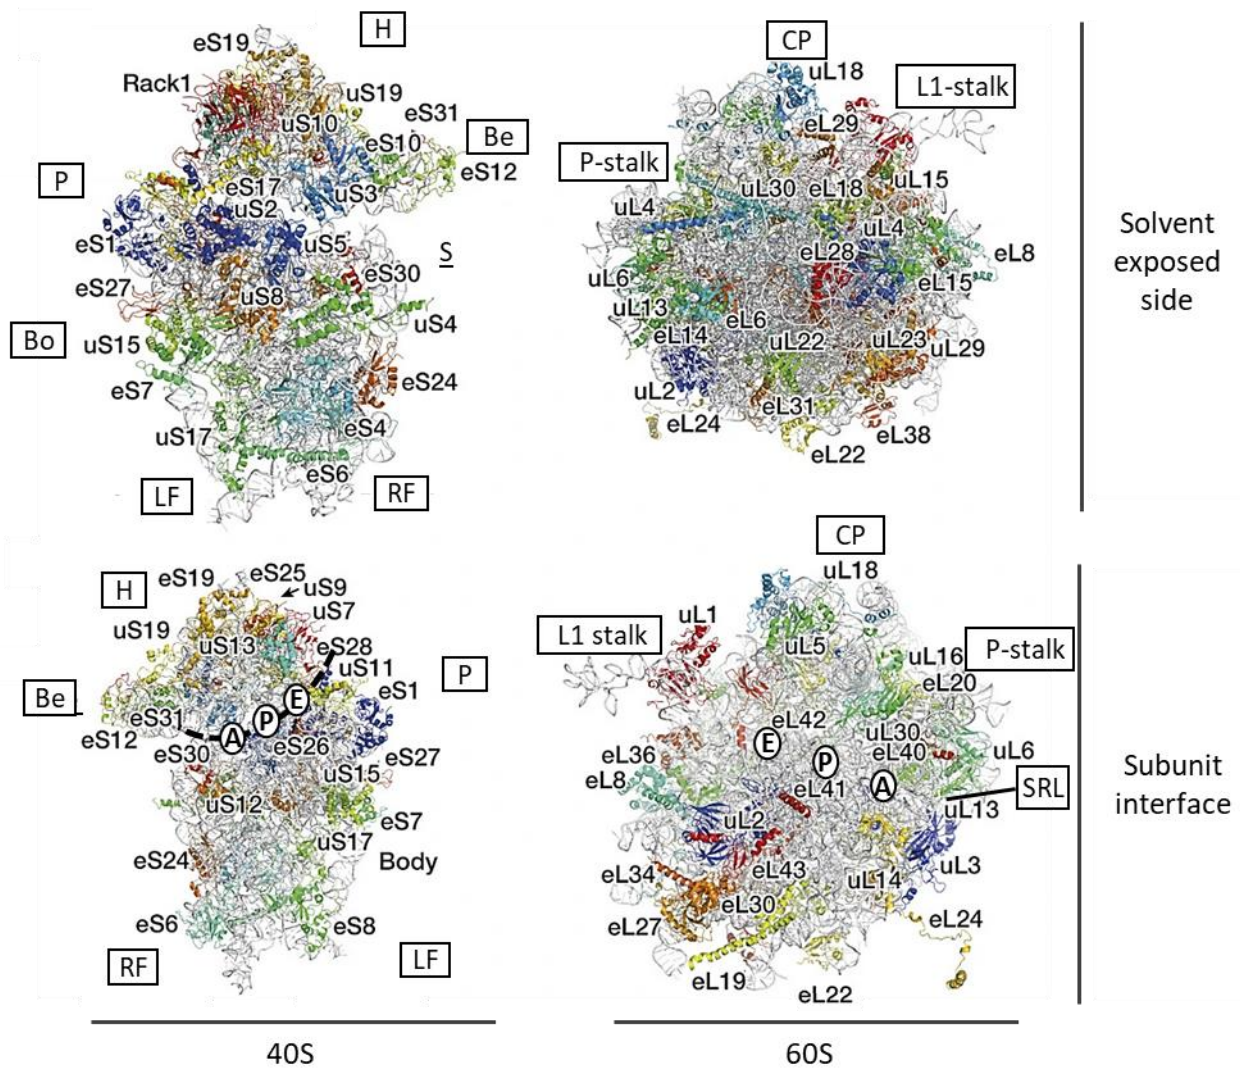 H
eS19
Rack1
uS19
uS10
eS31
eS10
Be
eS12
P
eS17
uS3
uS2
eS1
uS5
S
eS27
eS30
uS8
uS4
Bo
uS15
eS7
eS24
uS17
eS4
eS6
LF
RF
CP
uL18
L1-stalk
eL29
P-stalk
uL30
eL18
uL15
uL4
uL4
eL28
eL8
uL6
eL15
uL13
eL14
eL6
uL22
uL23
uL29
uL2
eL24
eL31
eL38
eL22
Solvent
exposed
side
H
eS19
eS25
uS9
uS7
uS19
uS13
eS28
uS11
P
Be
eS1
E
P
A
eS31
eS12
eS30
eS26
eS27
uS15
uS12
eS7
uS17
eS24
Body
eS6
eS8
RF
LF
CP
uL18
uL1
L1 stalk
uL5
uL16
P-stalk
eL20
eL42
E
uL30
eL36
eL40
uL6
P
eL8
eL41
A
SRL
uL13
uL2
eL43
uL3
eL34
uL14
eL30
eL27
eL24
eL19
eL22
Subunit
interface
40S
60S